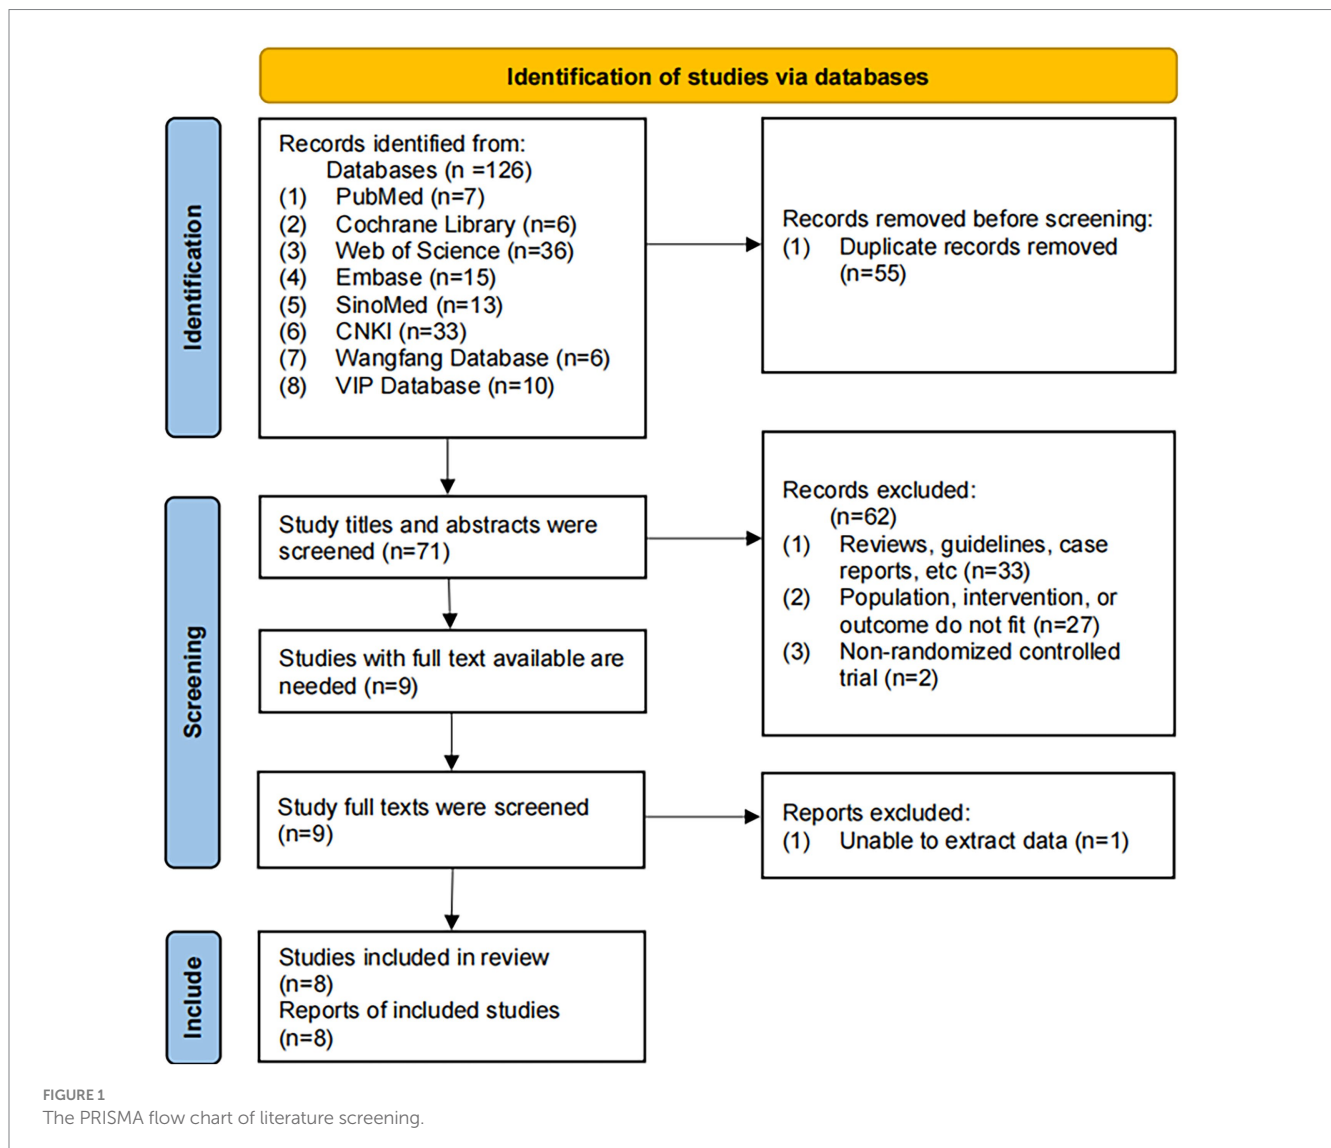 Identification of studies via databases
Identification
Records identified from:
Databases (n =126)
(1) PubMed (n=7)
(2) Cochrane Library (n=6)
(3) Web of Science (n=36)
(4) Embase (n=15)
(5) SinoMed (n=13)
(6) CNKI (n=33)
(7) Wangfang Database (n=6)
(8) VIP Database (n=10)
Records removed before screening:
(1) Duplicate records removed
(n=55)
Screening
Study titles and abstracts were
screened (n=71)
Records excluded:
(n=62)
(1) Reviews, guidelines, case
reports, etc (n=33)
(2) Population, intervention, or
outcome do not fit (n=27)
(3) Non-randomized controlled
trial (n=2)
Studies with full text available are
needed (n=9)
Study full texts were screened
(n=9)
Reports excluded:
(1) Unable to extract data (n=1)
Include
Studies included in review
(n=8)
Reports of included studies
(n=8)
FIGURE 1
The PRISMA flow chart of literature screening.